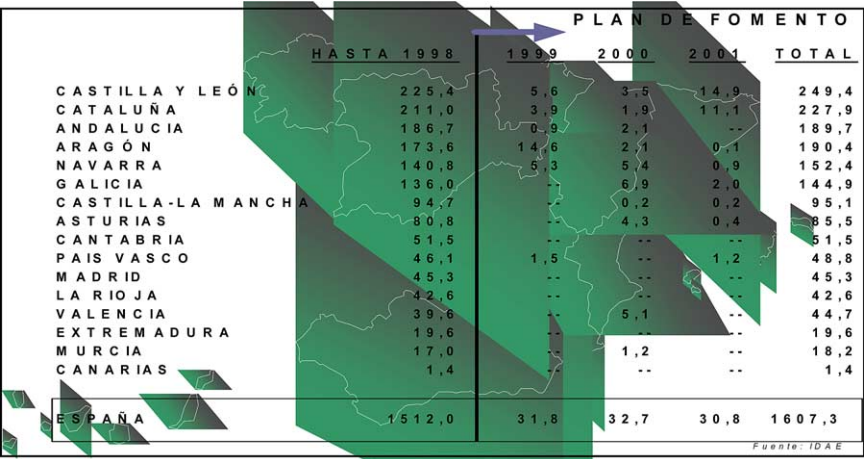 PLAN DE FOMENTO
HASTA 1998 1999 2000 2001 TOTAL
CASTILLA Y LEÓN 225,4 5,6 3,5 14,9 249,4
CATALUÑA 211,0 3,9 1,9 11,1 227,9
ANDALUCIA 186,7 0,9 2,1 -- 189,7
ARAGÓN 173,6 14,6 2,1 0,1 190,4
NAVARRA 140,8 5,3 5,4 0,9 152,4
GALICIA 136,0 -- 6,9 2,0 144,9
CASTILLA-LA MANCHA 94,7 -- 0,2 0,2 95,1
ASTURIAS 80,8 -- 4,3 0,4 85,5
CANTABRIA 51,5 -- -- -- 51,5
PAIS VASCO 46,1 1,5 -- 1,2 48,8
MADRID 45,3 -- -- -- 45,3
LA RIOJA 42,6 -- -- -- 42,6
VALENCIA 39,6 -- 5,1 -- 44,7
EXTREMADURA 19,6 -- -- -- 19,6
MURCIA 17,0 -- 1,2 -- 18,2
CANARIAS 1,4 -- -- -- 1,4
ESPAÑA 1512,0 31,8 32,7 30,8 1607,3
Fuente: IDAE